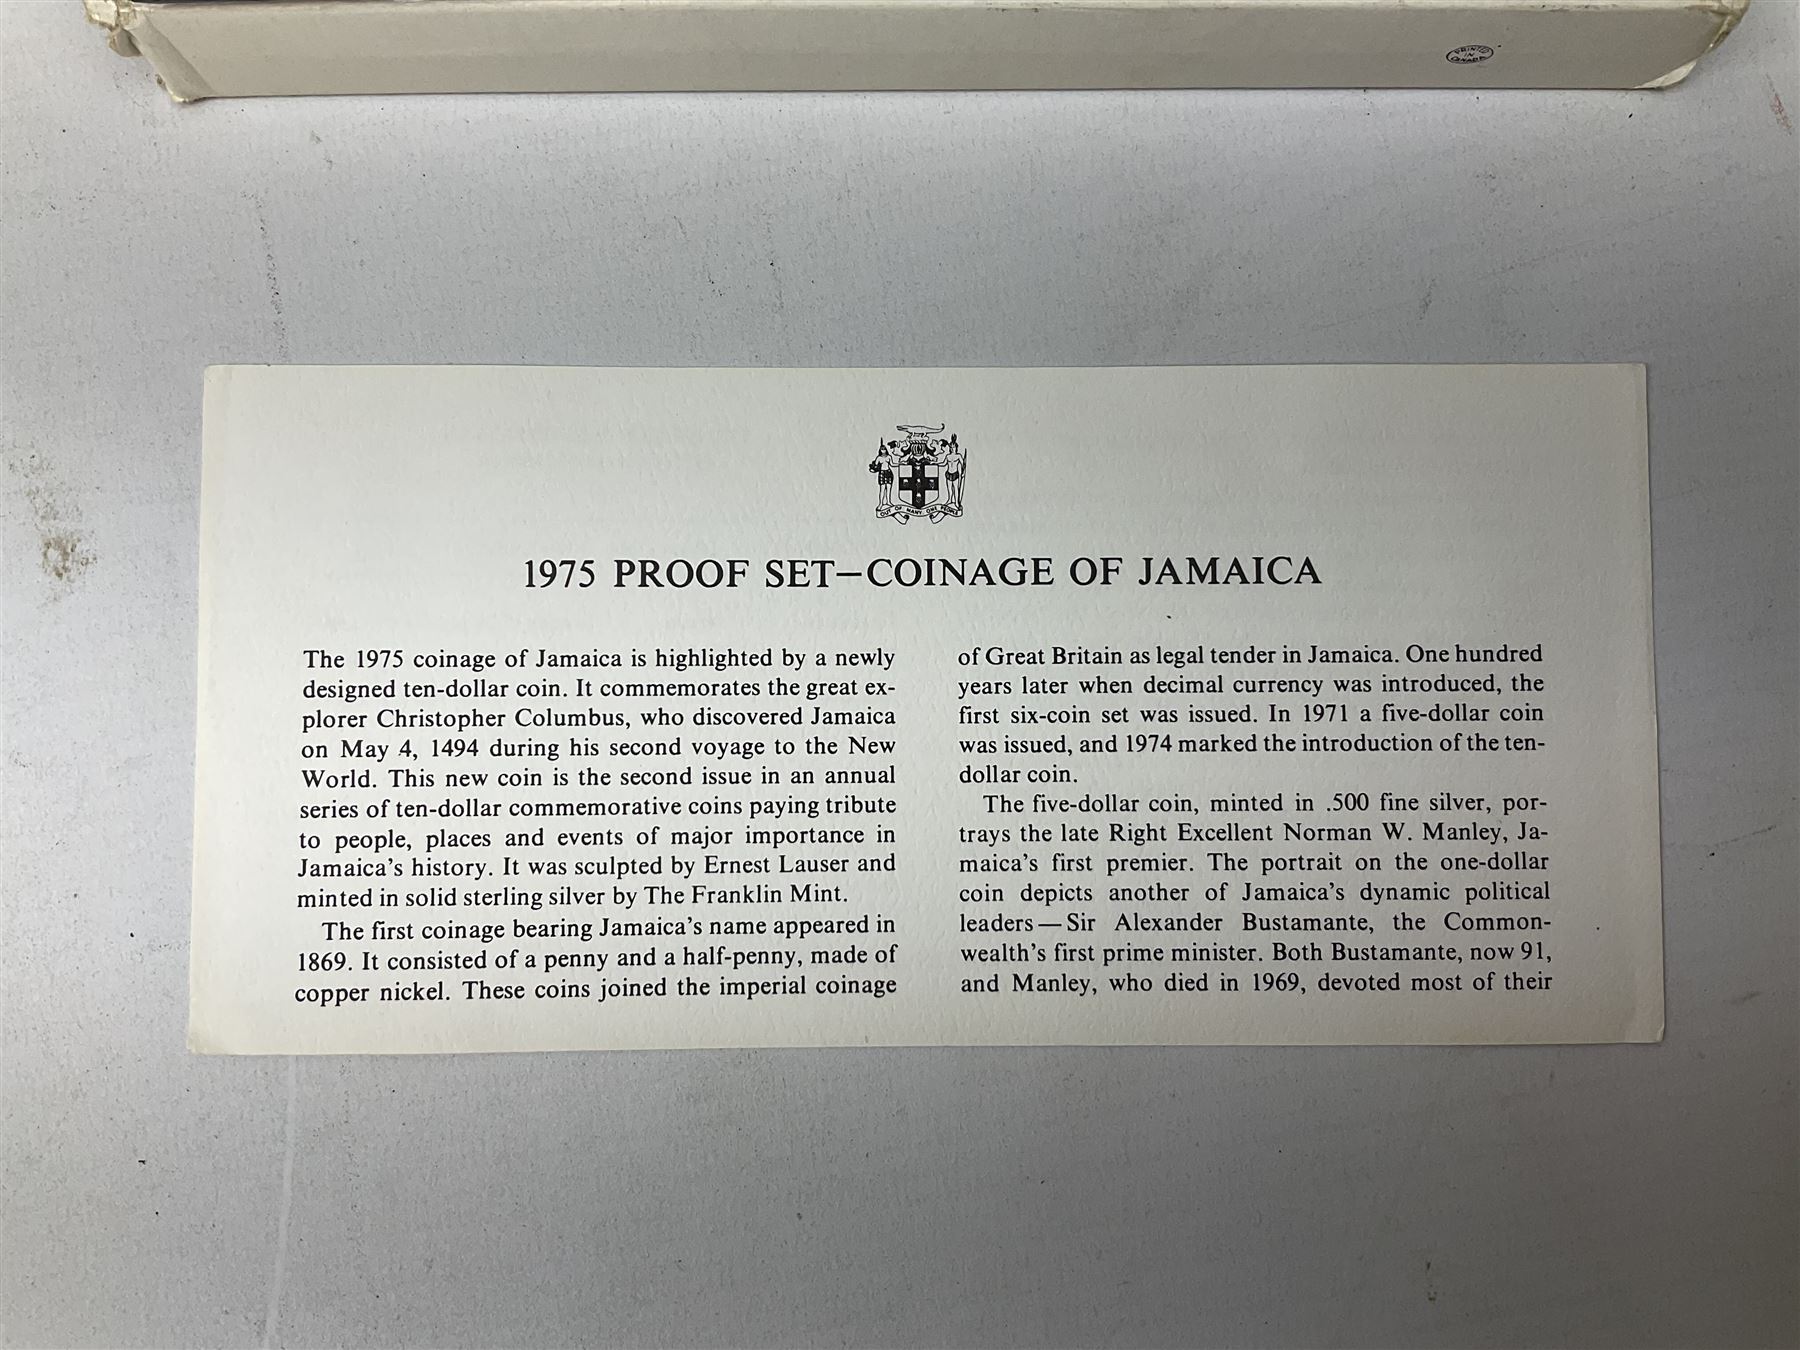 PRINTED
IN
CANADA
OUT OF MANY ONE PEOPLE
1975 PROOF SET—COINAGE OF JAMAICA
The 1975 coinage of Jamaica is highlighted by a newly
designed ten-dollar coin. It commemorates the great ex-
plorer Christopher Columbus, who discovered Jamaica
on May 4, 1494 during his second voyage to the New
World. This new coin is the second issue in an annual
series of ten-dollar commemorative coins paying tribute
to people, places and events of major importance in
Jamaica's history. It was sculpted by Ernest Lauser and
minted in solid sterling silver by The Franklin Mint.
The first coinage bearing Jamaica's name appeared in
1869. It consisted of a penny and a half-penny, made of
copper nickel. These coins joined the imperial coinage
of Great Britain as legal tender in Jamaica. One hundred
years later when decimal currency was introduced, the
first six-coin set was issued. In 1971 a five-dollar coin
was issued, and 1974 marked the introduction of the ten-
dollar coin.
The five-dollar coin, minted in .500 fine silver, por-
trays the late Right Excellent Norman W. Manley, Ja-
maica's first premier. The portrait on the one-dollar
coin depicts another of Jamaica's dynamic political
leaders — Sir Alexander Bustamante, the Common-
wealth's first prime minister. Both Bustamante, now 91,
and Manley, who died in 1969, devoted most of their